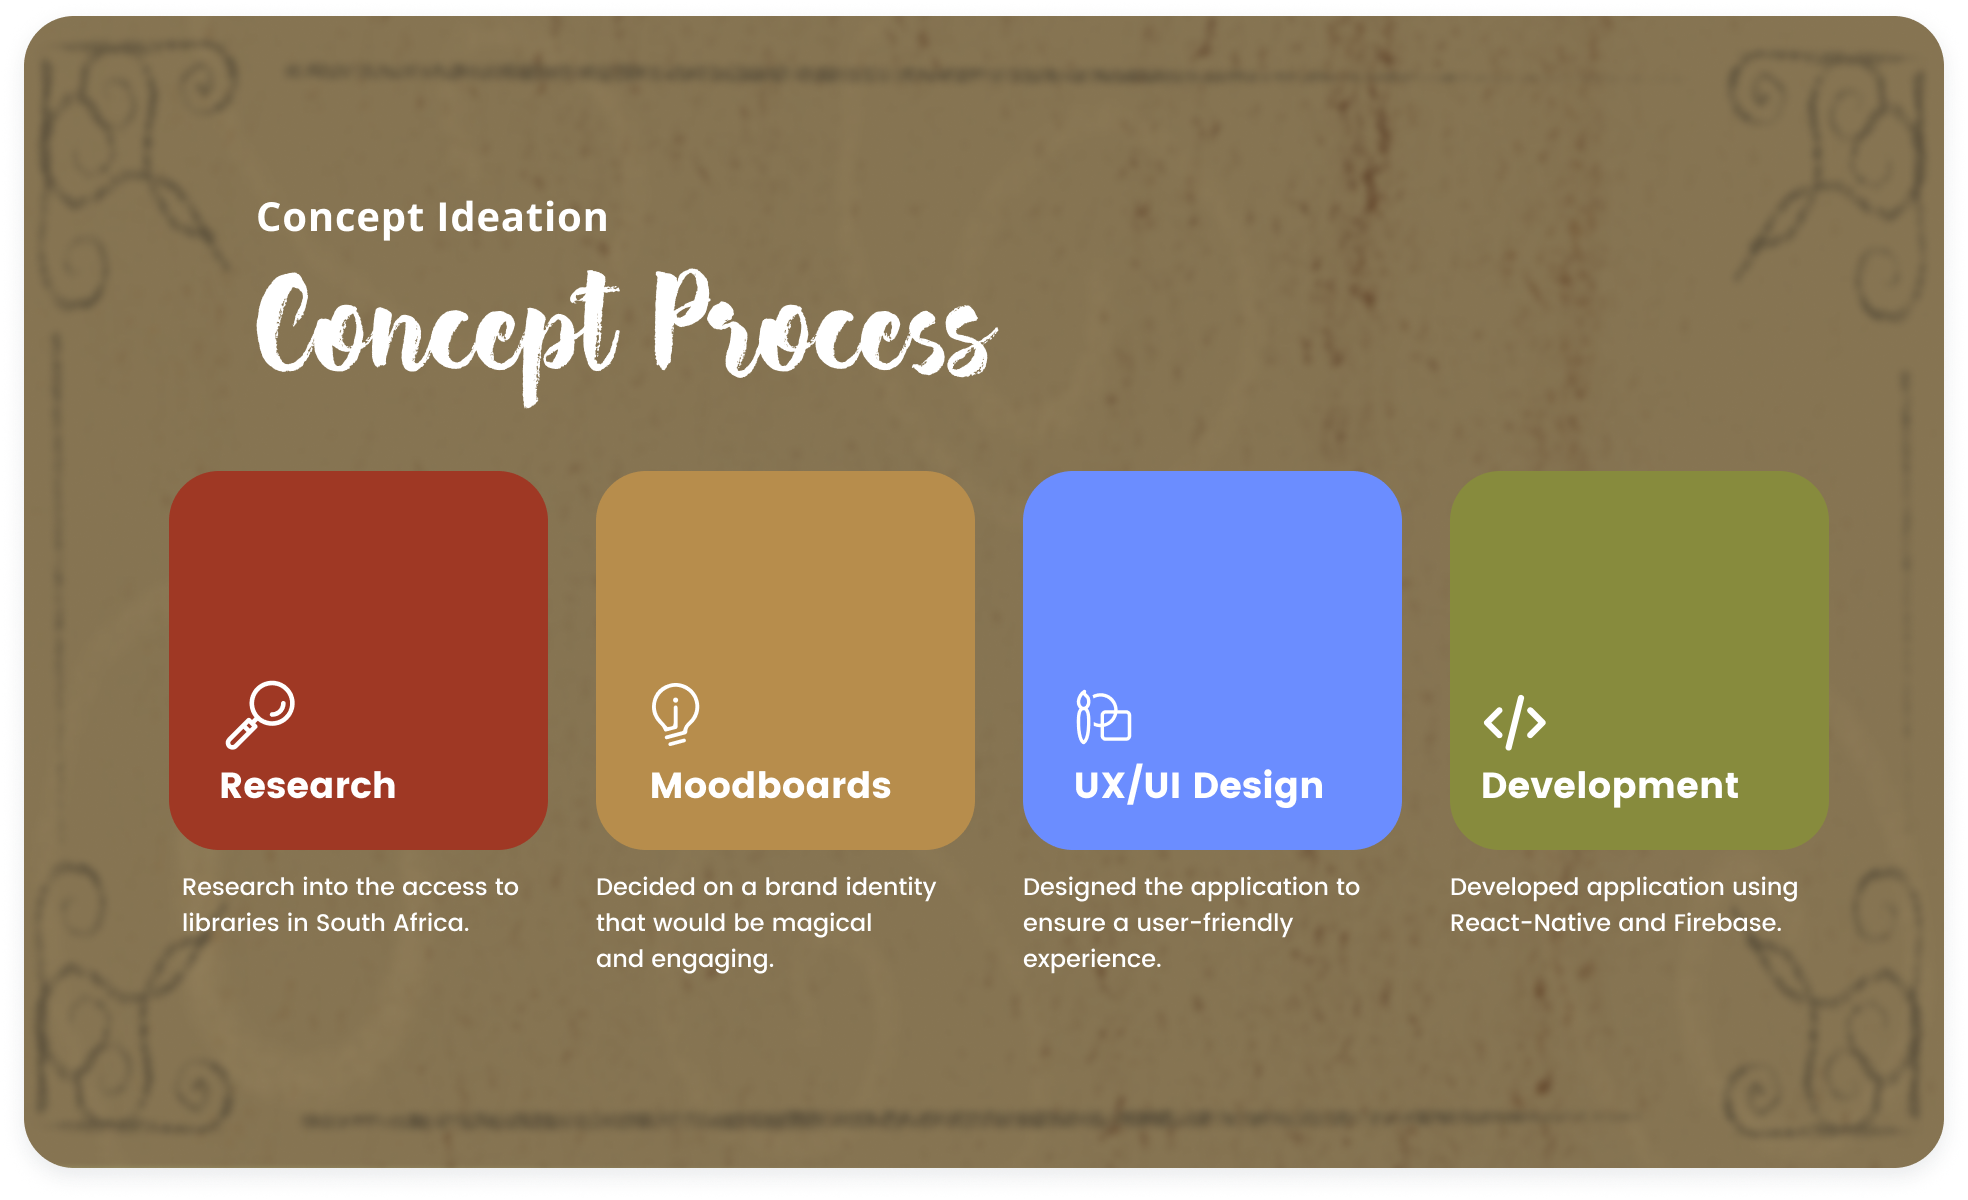 Concept Ideation
Concept Process
Research
Research into the access to
libraries in South Africa.
Moodboards
Decided on a brand identity
that would be magical
and engaging.
UX/UI Design
Designed the application to
ensure a user-friendly
experience.
Development
Developed application using
React-Native and Firebase.